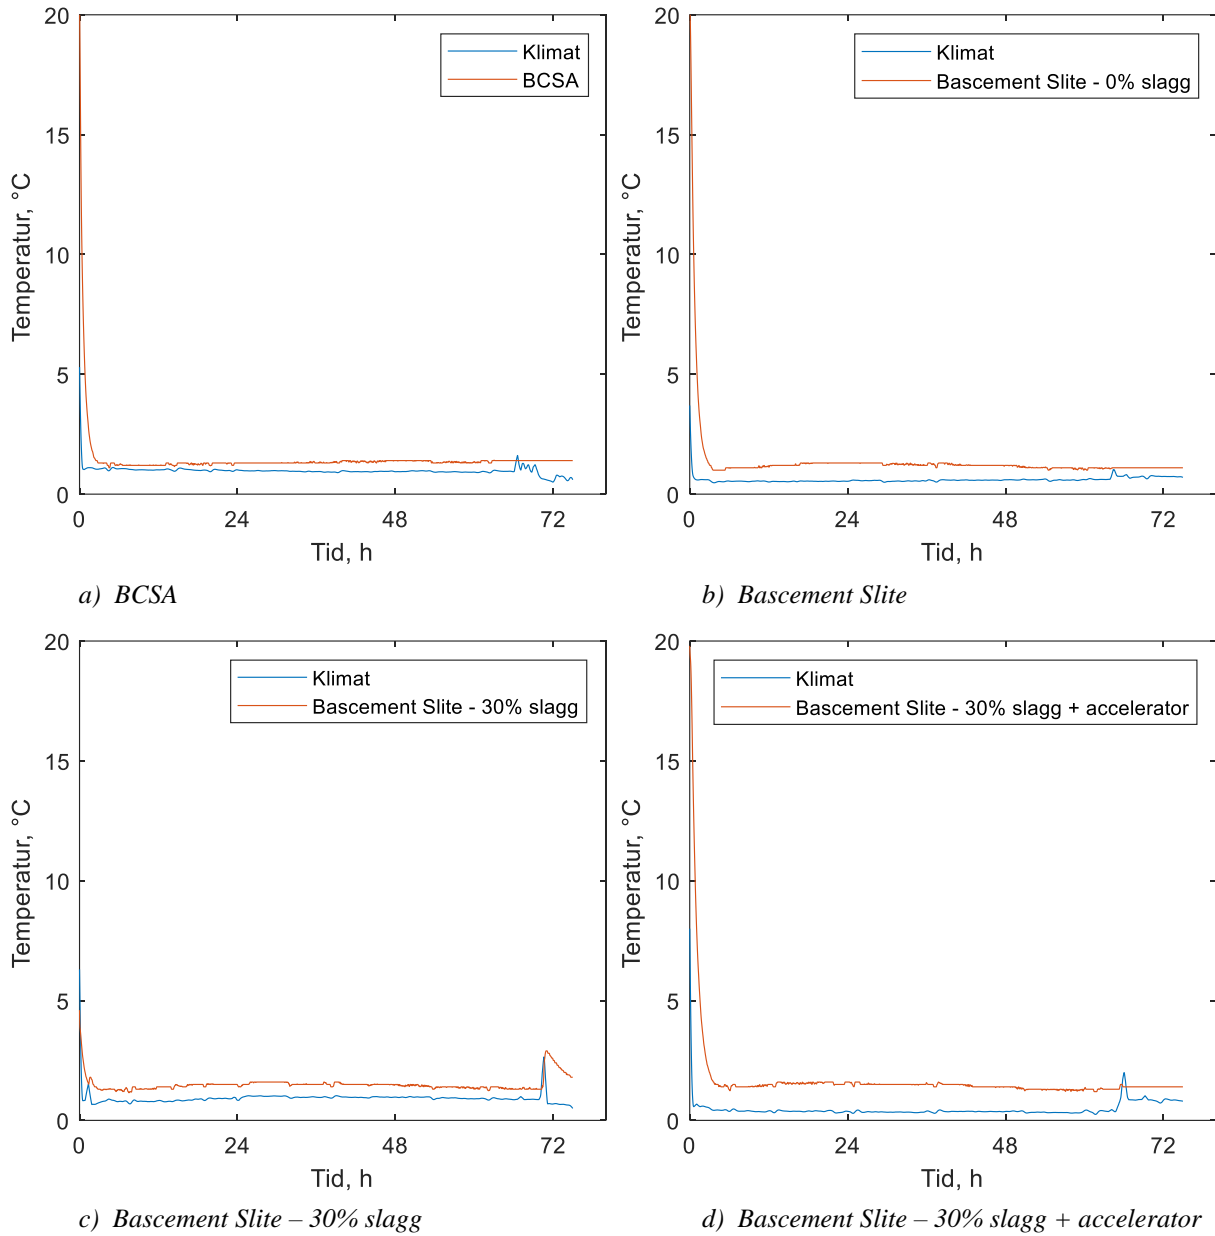 20
15
10
5
0
Temperatur, °C
Klimat
BCSA
0
24
48
72
Tid, h
a) BCSA
20
15
10
5
0
Temperatur, °C
Klimat
Bascement Slite - 0% slagg
0
24
48
72
Tid, h
b) Bascement Slite
20
15
10
5
0
Temperatur, °C
Klimat
Bascement Slite - 30% slagg
0
24
48
72
Tid, h
c) Bascement Slite – 30% slagg
20
15
10
5
0
Temperatur, °C
Klimat
Bascement Slite - 30% slagg + accelerator
0
24
48
72
Tid, h
d) Bascement Slite – 30% slagg + accelerator